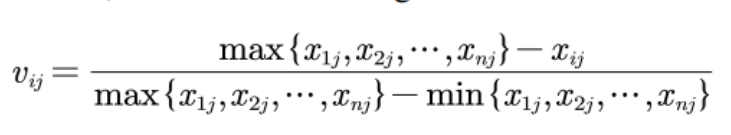 v_{ij} = \frac{\max\{x_{1j}, x_{2j}, \cdots, x_{nj}\} - x_{ij}}{\max\{x_{1j}, x_{2j}, \cdots, x_{nj}\} - \min\{x_{1j}, x_{2j}, \cdots, x_{nj}\}}